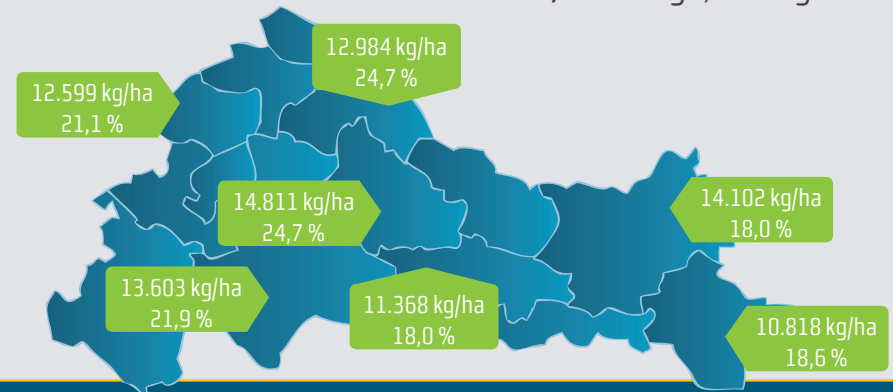 12.984 kg/ha
24,7 %
12.599 kg/ha
21,1 %
14.811 kg/ha
24,7 %
14.102 kg/ha
18,0 %
13.603 kg/ha
21,9 %
11.368 kg/ha
18,0 %
10.818 kg/ha
18,6 %